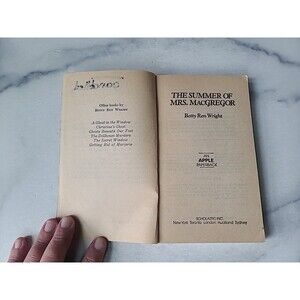 Other books by
BETTY REN WRIGHT
A Ghost in the Window
Christina's Ghost
Ghosts Beneath Our Feet
The Dollhouse Murders
The Secret Window
Getting Rid of Marjorie
THE SUMMER OF
MRS. MACGREGOR
Betty Ren Wright
AN
APPLE
PAPERBACK
SCHOLASTIC INC.
New York Toronto London Auckland Sydney